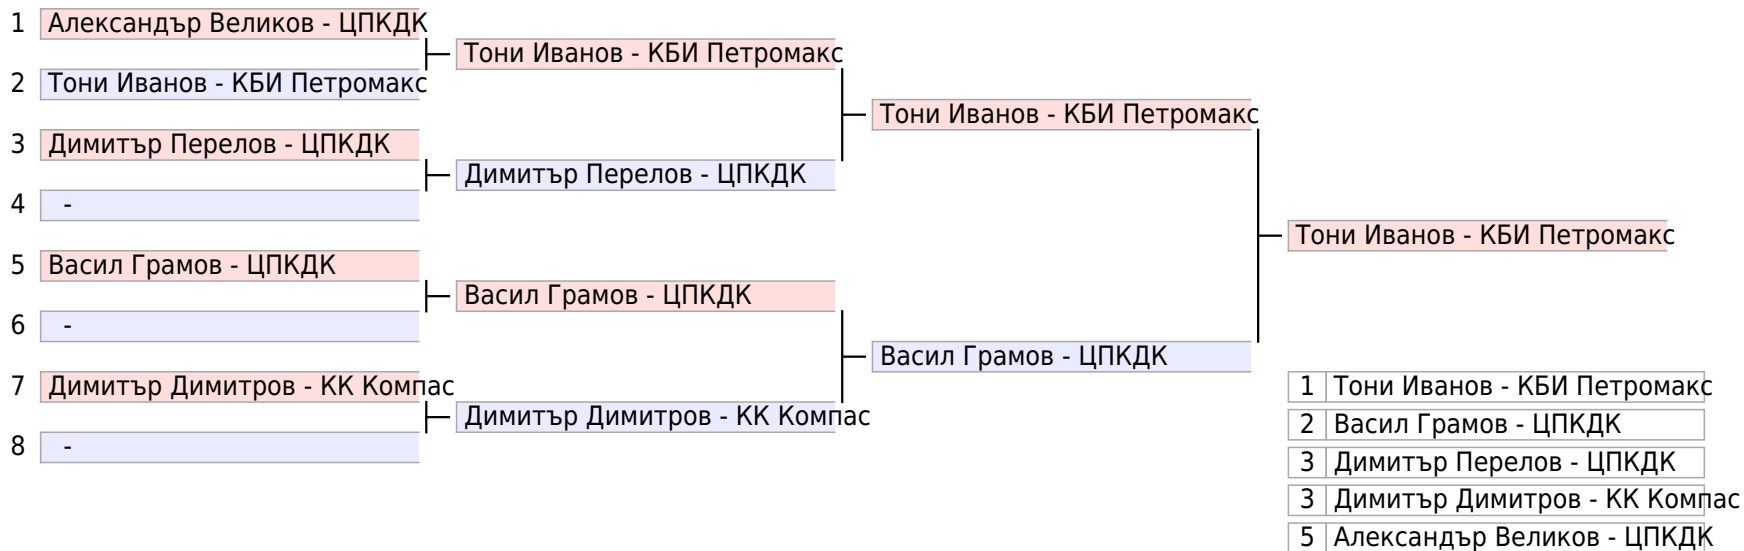 1 Александър Великов - ЦПКДК
2 Тони Иванов - КБИ Петромакс
3 Димитър Перелов - ЦПКДК
4 -
5 Васил Грамов - ЦПКДК
6 -
7 Димитър Димитров - КК Компас
8 -
Тони Иванов - КБИ Петромакс
Димитър Перелов - ЦПКДК
Васил Грамов - ЦПКДК
Димитър Димитров - КК Компас
Тони Иванов - КБИ Петромакс
Васил Грамов - ЦПКДК
Тони Иванов - КБИ Петромакс
1 Тони Иванов - КБИ Петромакс
2 Васил Грамов - ЦПКДК
3 Димитър Перелов - ЦПКДК
3 Димитър Димитров - КК Компас
5 Александър Великов - ЦПКДК